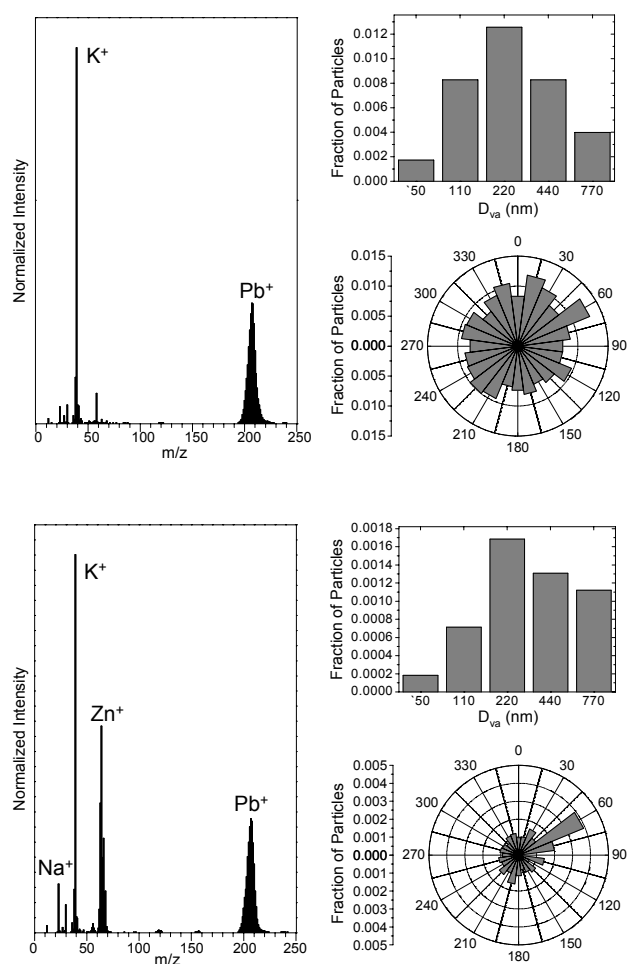 K⁺
Pb⁺
Normalized Intensity
0 50 100 150 200 250
m/z
0.012
0.010
0.008
0.006
0.004
0.002
0.000
Fraction of Particles
`50 110 220 440 770
Dva (nm)
0.015
0.010
0.005
0.000
0.005
0.010
0.015
Fraction of Particles
0
30
60
90
120
150
180
210
240
270
300
330
K⁺
Zn⁺
Na⁺
Pb⁺
Normalized Intensity
0 50 100 150 200 250
m/z
0.0018
0.0016
0.0014
0.0012
0.0010
0.0008
0.0006
0.0004
0.0002
0.0000
Fraction of Particles
`50 110 220 440 770
Dva (nm)
0.005
0.004
0.003
0.002
0.001
0.000
0.001
0.002
0.003
0.004
0.005
Fraction of Particles
0
30
60
90
120
150
180
210
240
270
300
330